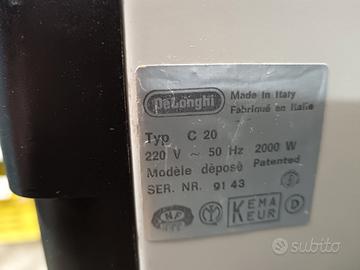 DeLonghi
Made in Italy
Fabriqué en Italie
Typ C 20
220 V ~ 50 Hz 2000 W
Modèle déposé Patented
SER. NR. 91 43
NF
KEMA
KEUR
D
subito